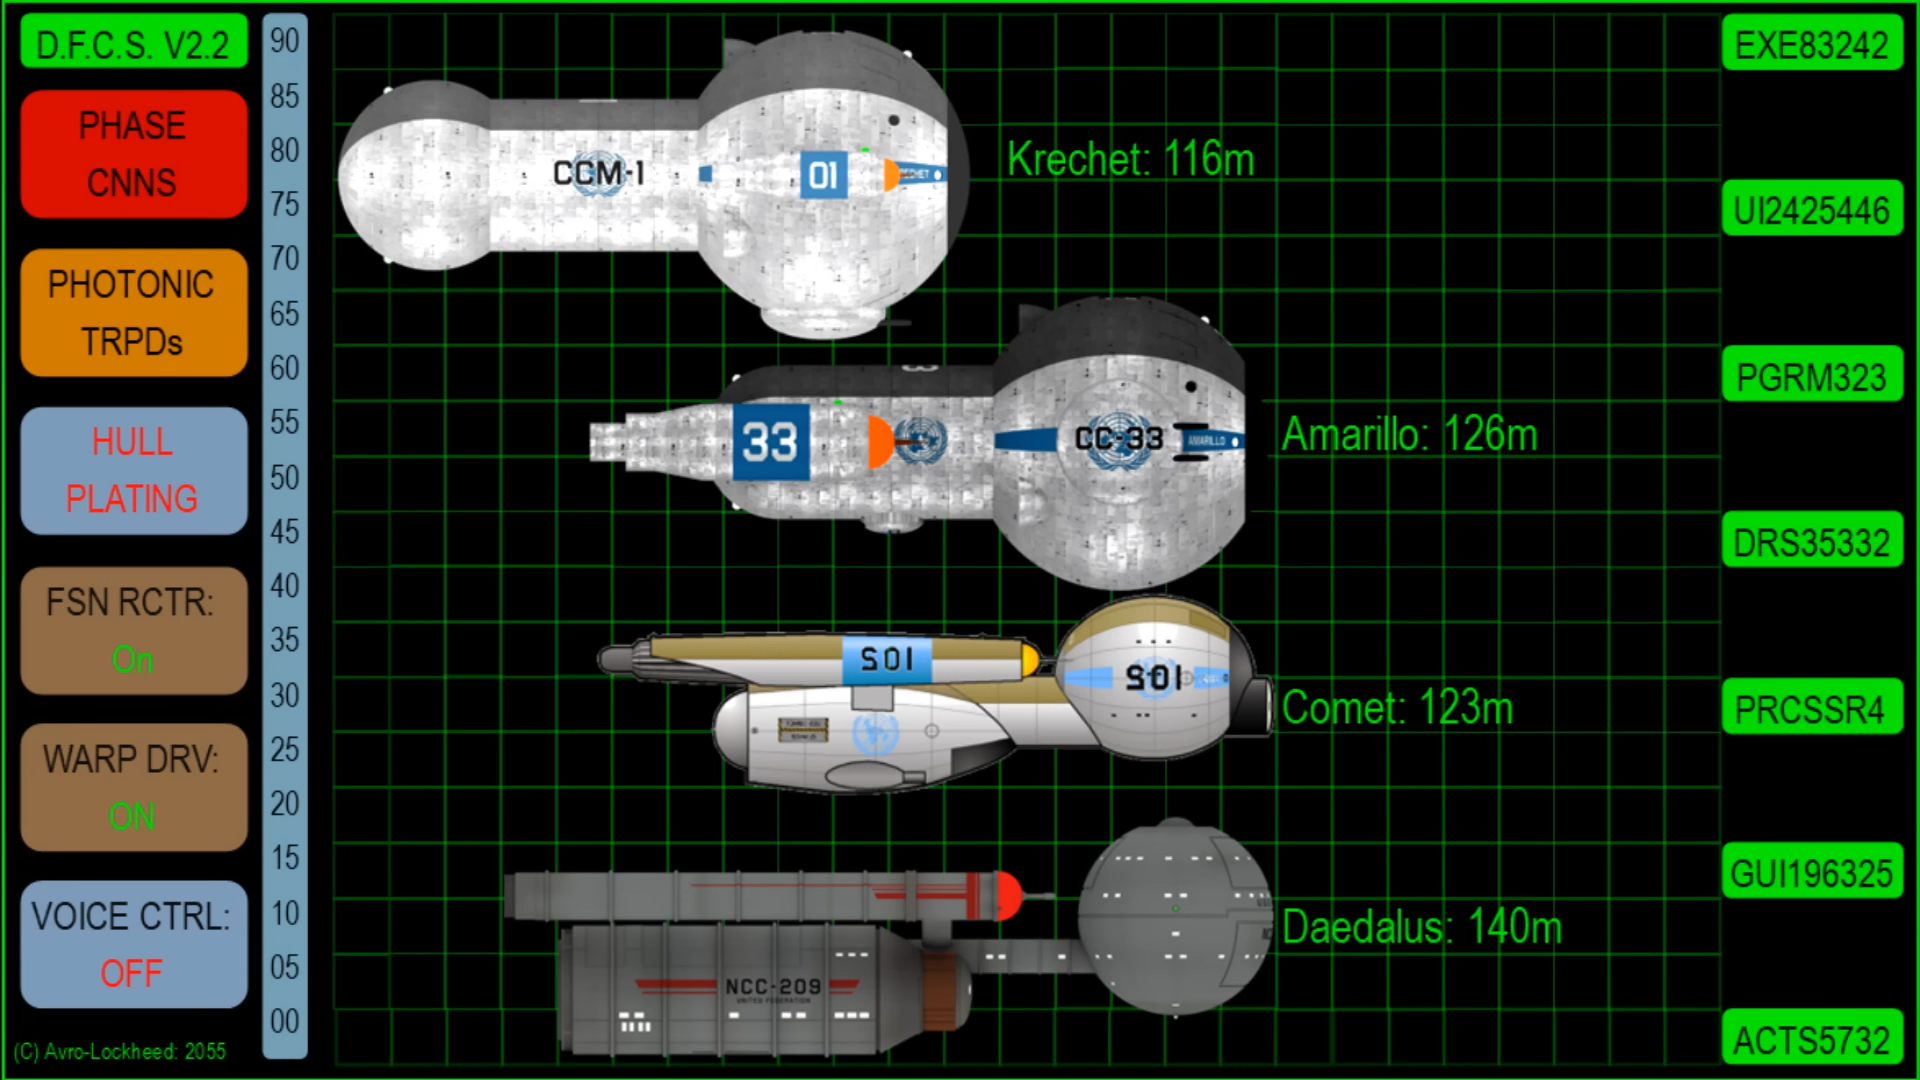 D.F.C.S. V2.2
PHASE
CNNS
PHOTONIC
TRPDs
HULL
PLATING
FSN RCTR:
On
WARP DRV:
ON
VOICE CTRL:
OFF
(C) Avro-Lockheed: 2055
90
85
80
75
70
65
60
55
50
45
40
35
30
25
20
15
10
05
00
CCM-1
01
Krechet: 116m
33
CC-33
AMARILLO
Amarillo: 126m
105
105
Comet: 123m
NCC-209
UNITED FEDERATION
Daedalus: 140m
EXE83242
UI2425446
PGRM323
DRS35332
PRCSSR4
GUI196325
ACTS5732